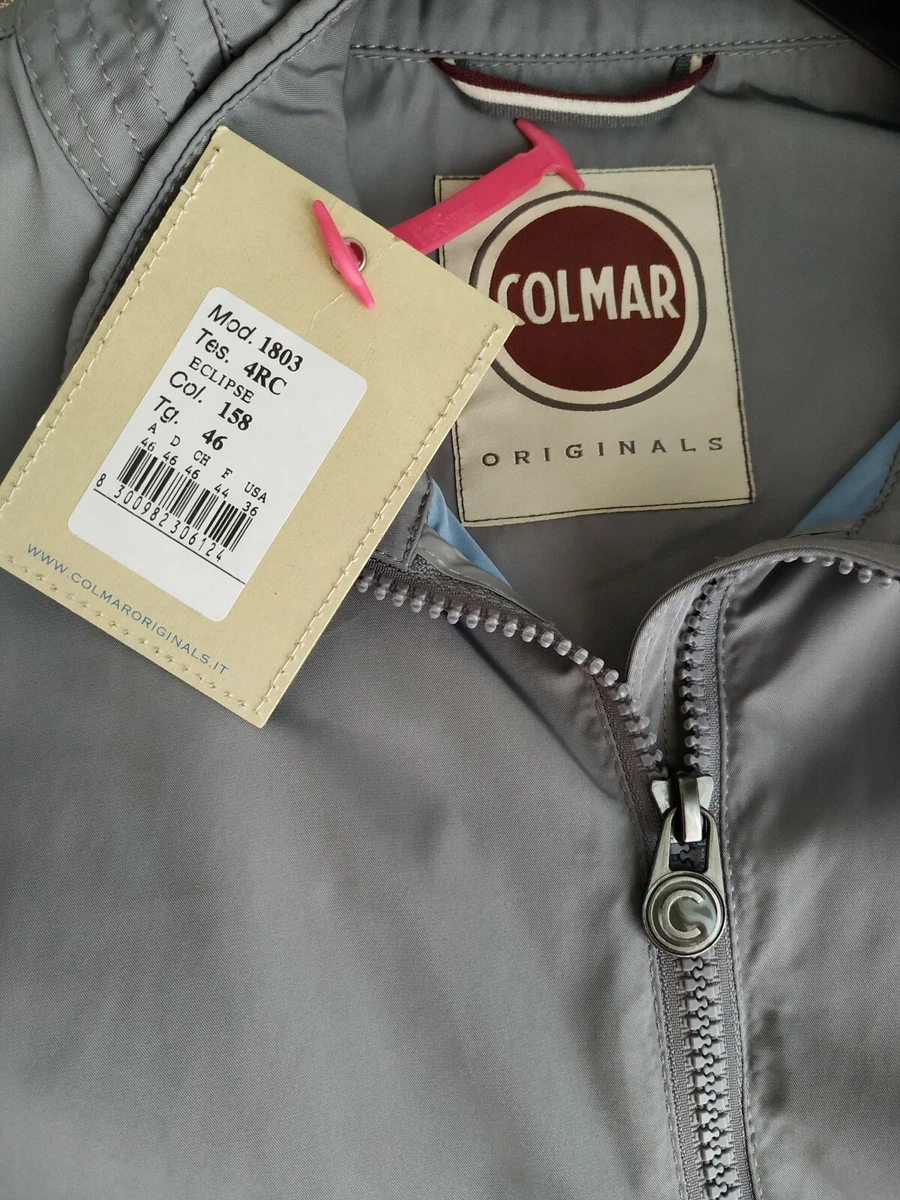 COLMAR
ORIGINALS
Mod. 1803
Tes. 4RC
ECLIPSE
Col. 158
Tg. 46
A D CH F USA
46 46 46 44 36
8 300982 306124
WWW.COLMARORIGINALS.IT
C